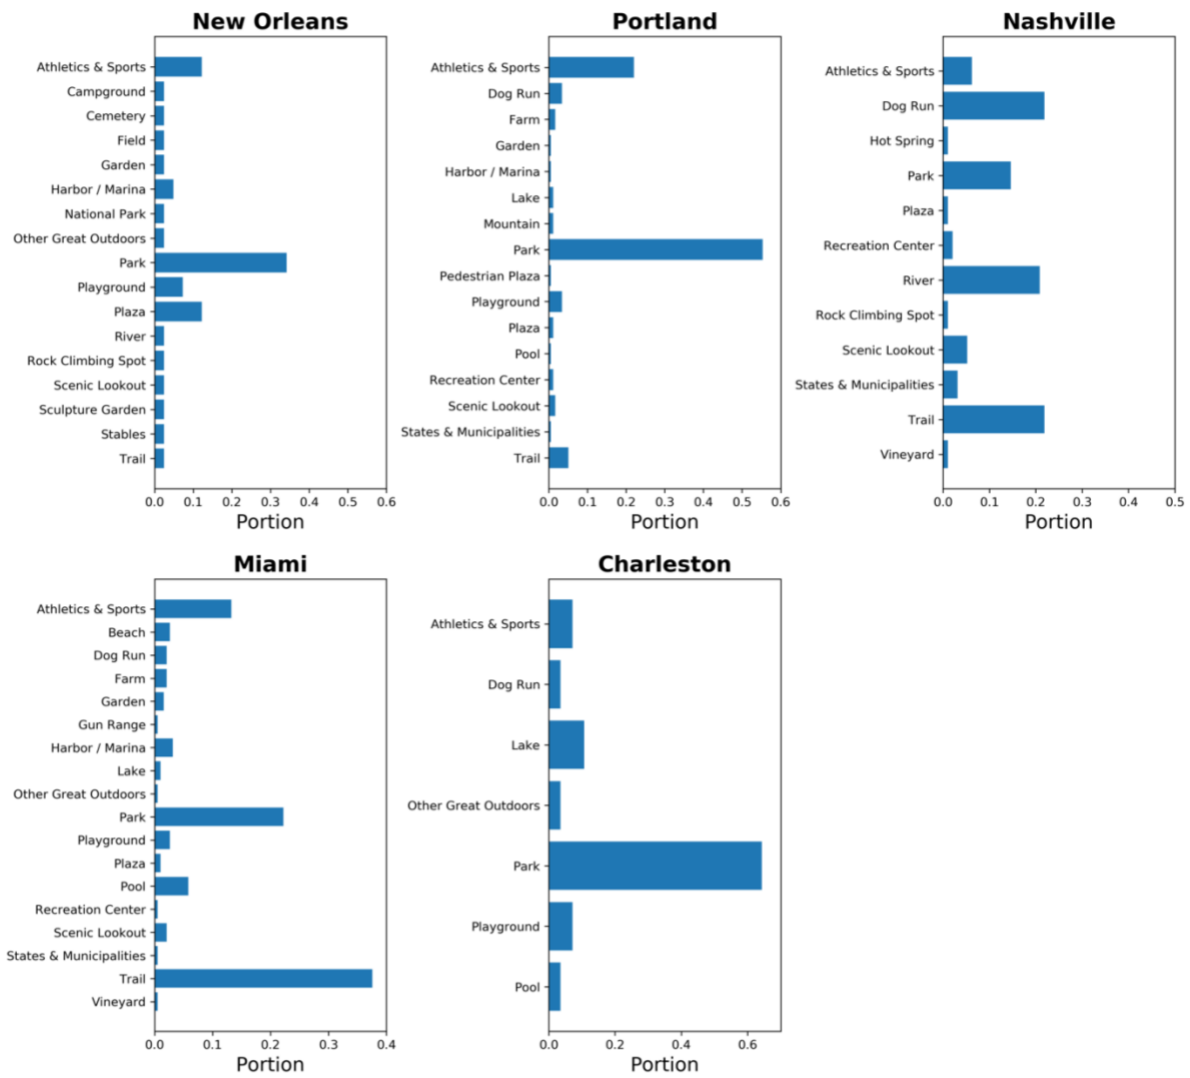 New Orleans
Athletics & Sports
Campground
Cemetery
Field
Garden
Harbor / Marina
National Park
Other Great Outdoors
Park
Playground
Plaza
River
Rock Climbing Spot
Scenic Lookout
Sculpture Garden
Stables
Trail
0.0 0.1 0.2 0.3 0.4 0.5 0.6
Portion
Portland
Athletics & Sports
Dog Run
Farm
Garden
Harbor / Marina
Lake
Mountain
Park
Pedestrian Plaza
Playground
Plaza
Pool
Recreation Center
Scenic Lookout
States & Municipalities
Trail
0.0 0.1 0.2 0.3 0.4 0.5 0.6
Portion
Nashville
Athletics & Sports
Dog Run
Hot Spring
Park
Plaza
Recreation Center
River
Rock Climbing Spot
Scenic Lookout
States & Municipalities
Trail
Vineyard
0.0 0.1 0.2 0.3 0.4 0.5
Portion
Miami
Athletics & Sports
Beach
Dog Run
Farm
Garden
Gun Range
Harbor / Marina
Lake
Other Great Outdoors
Park
Playground
Plaza
Pool
Recreation Center
Scenic Lookout
States & Municipalities
Trail
Vineyard
0.0 0.1 0.2 0.3 0.4
Portion
Charleston
Athletics & Sports
Dog Run
Lake
Other Great Outdoors
Park
Playground
Pool
0.0 0.2 0.4 0.6
Portion